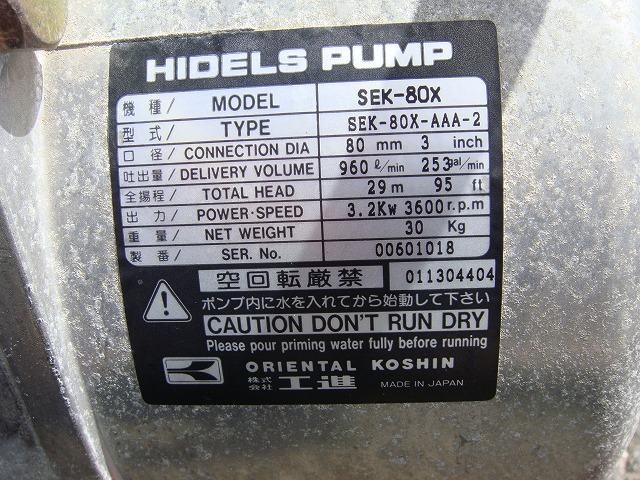 HIDELS PUMP
機種/ MODEL SEK-80X
型式/ TYPE SEK-80X-AAA-2
口径/ CONNECTION DIA 80 mm 3 inch
吐出量/ DELIVERY VOLUME 960 ℓ/min 253 gal/min
全揚程/ TOTAL HEAD 29 m 95 ft
出力/ POWER·SPEED 3.2Kw 3600 r.p.m
重量/ NET WEIGHT 30 Kg
製番/ SER. No. 00601018
空回転厳禁 011304404
ポンプ内に水を入れてから始動して下さい
CAUTION DON'T RUN DRY
Please pour priming water fully before running
ORIENTAL KOSHIN
株式会社 工進 MADE IN JAPAN